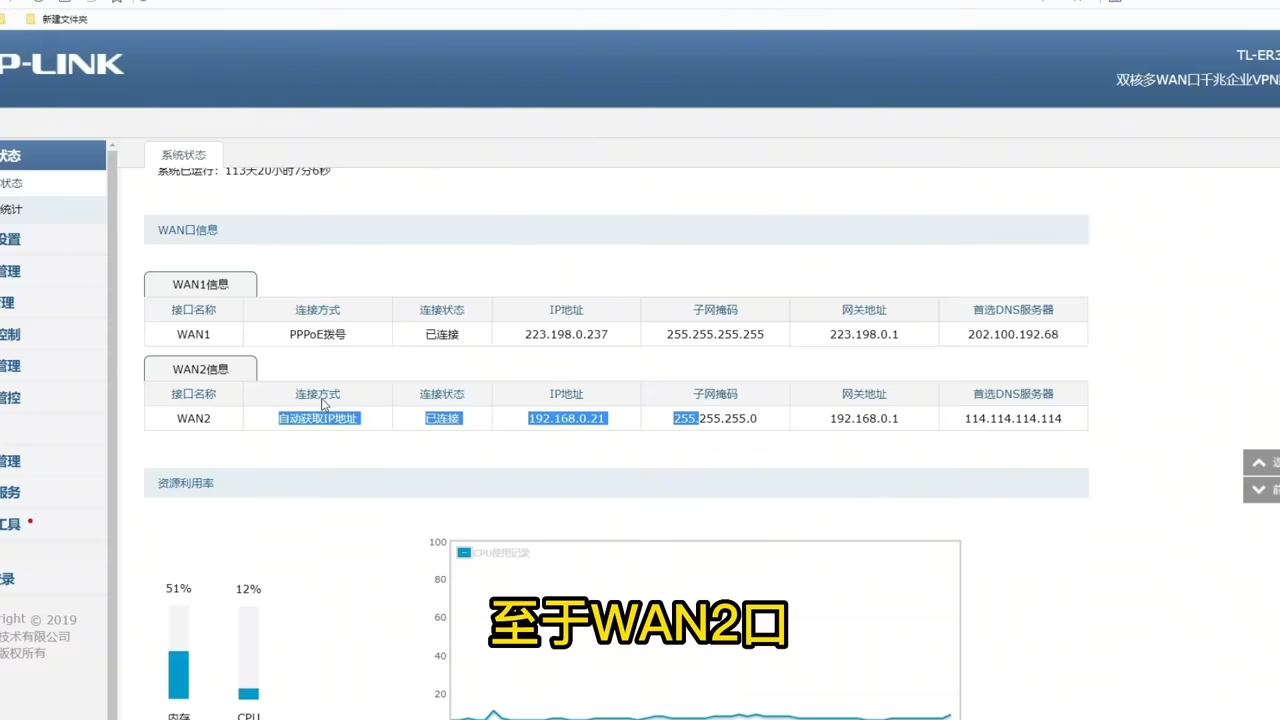 新建文件夹
P-LINK
TL-ER3
双核多WAN口千兆企业VPN
状态
状态
统计
设置
管理
管理
控制
管理
管控
管理
服务
工具
登录
right © 2019
技术有限公司
版权所有
系统状态
系统已运行：113天20小时7分6秒
WAN口信息
WAN1信息
接口名称 连接方式 连接状态 IP地址 子网掩码 网关地址 首选DNS服务器
WAN1 PPPoE拨号 已连接 223.198.0.237 255.255.255.255 223.198.0.1 202.100.192.68
WAN2信息
接口名称 连接方式 连接状态 IP地址 子网掩码 网关地址 首选DNS服务器
WAN2 自动获取IP地址 已连接 192.168.0.21 255.255.255.0 192.168.0.1 114.114.114.114
资源利用率
51% 12%
内存 CPU
100
80
60
40
20
CPU使用记录
至于WAN2口